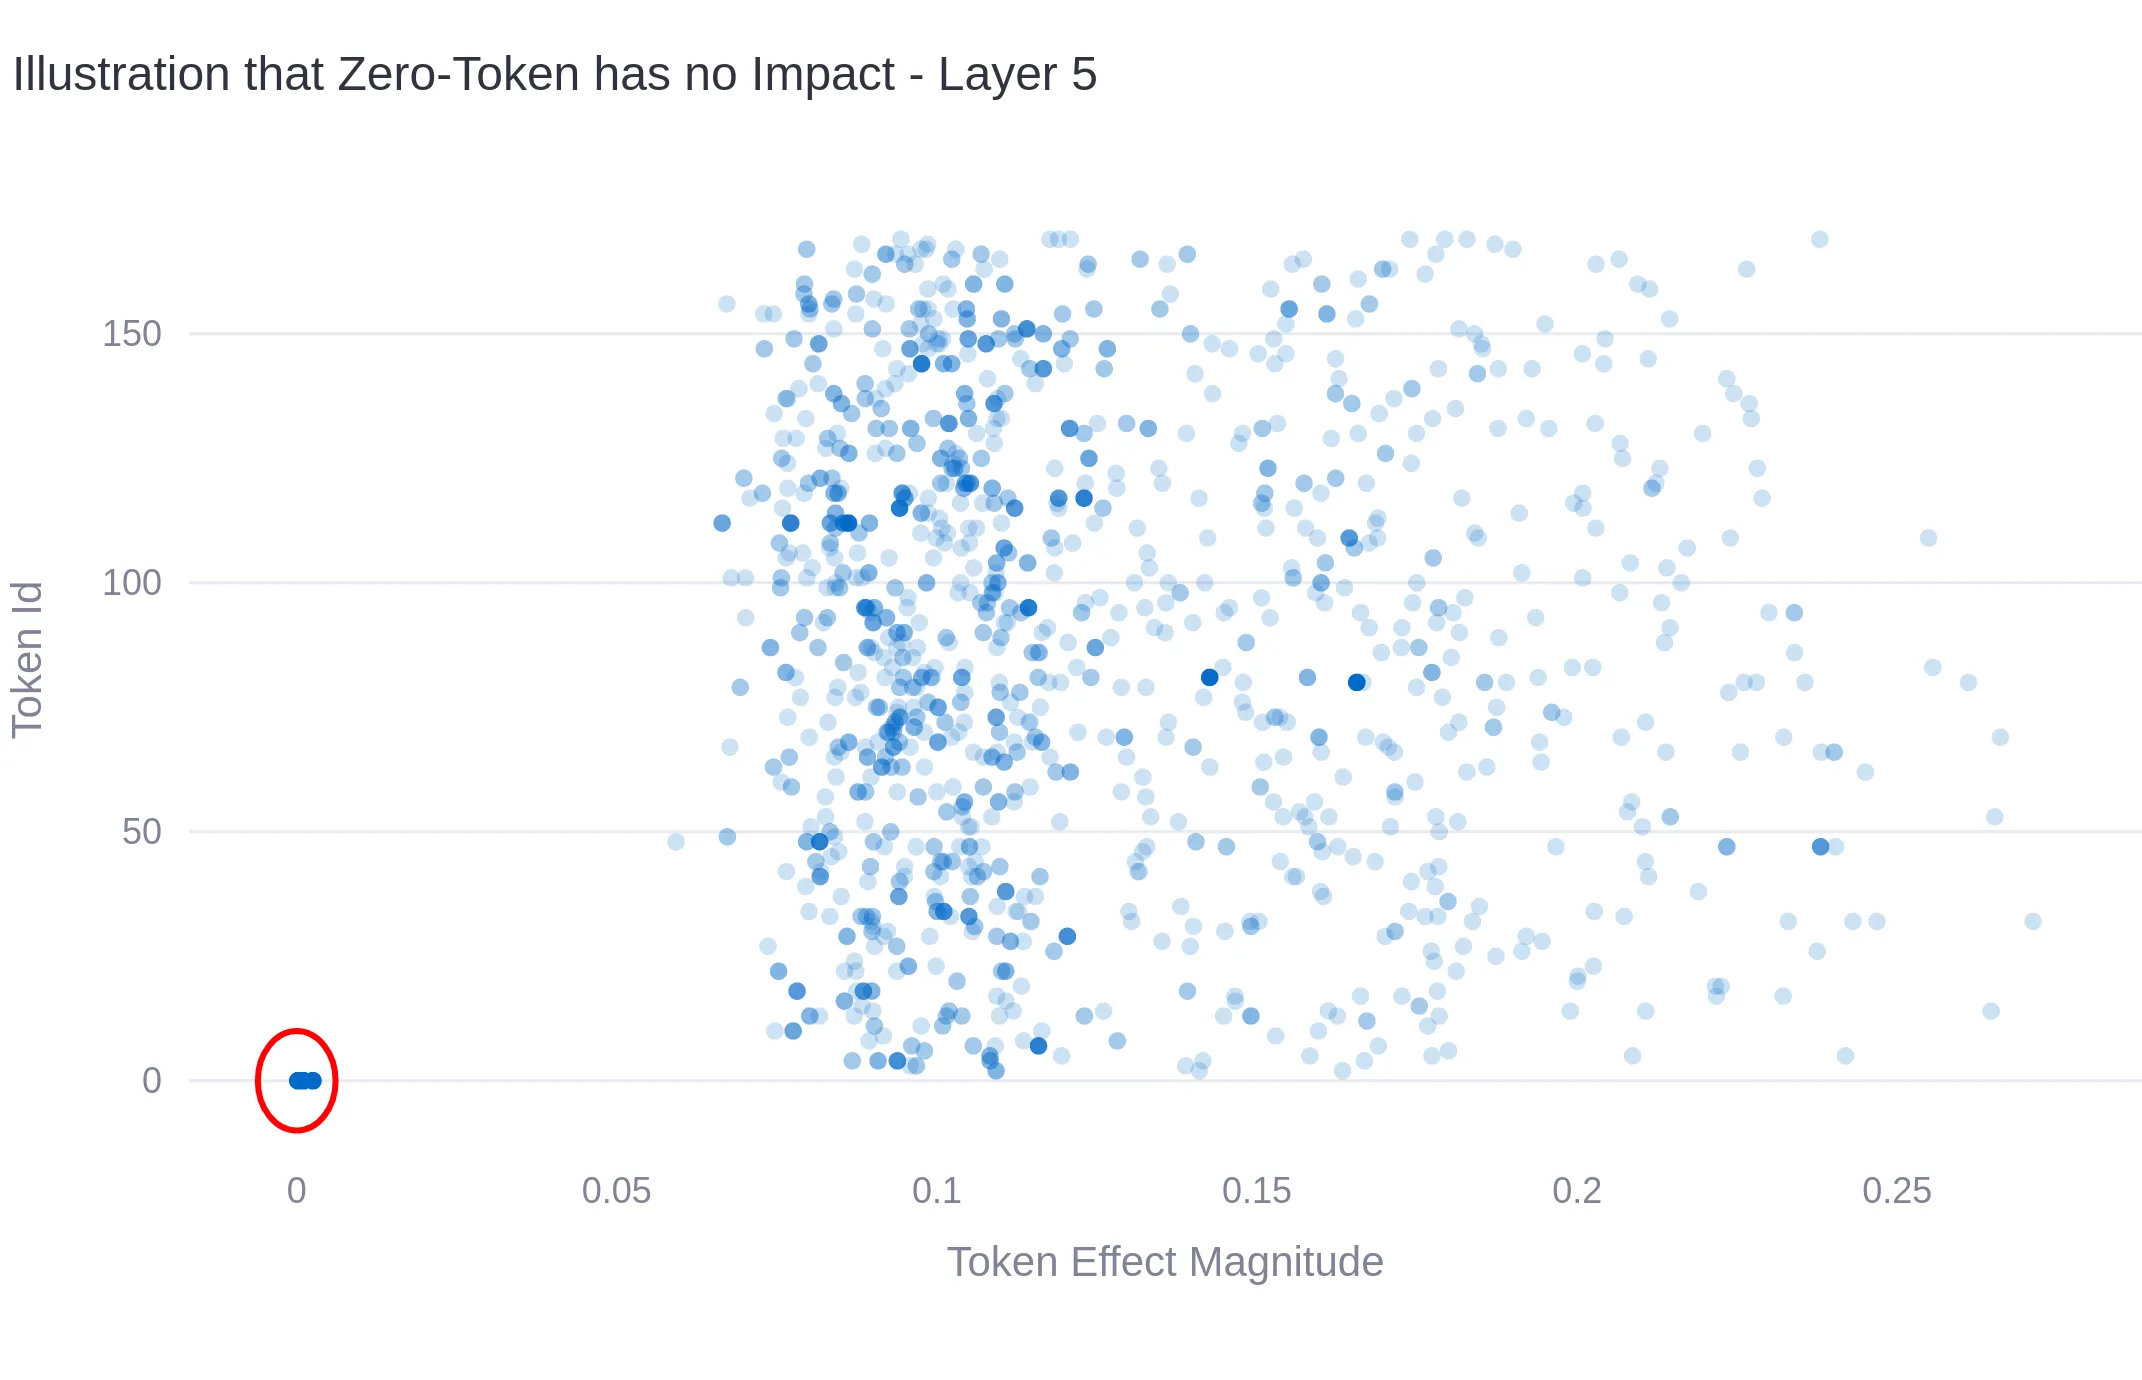 Illustration that Zero-Token has no Impact - Layer 5
Token Id
150
100
50
0
0 0.05 0.1 0.15 0.2 0.25
Token Effect Magnitude